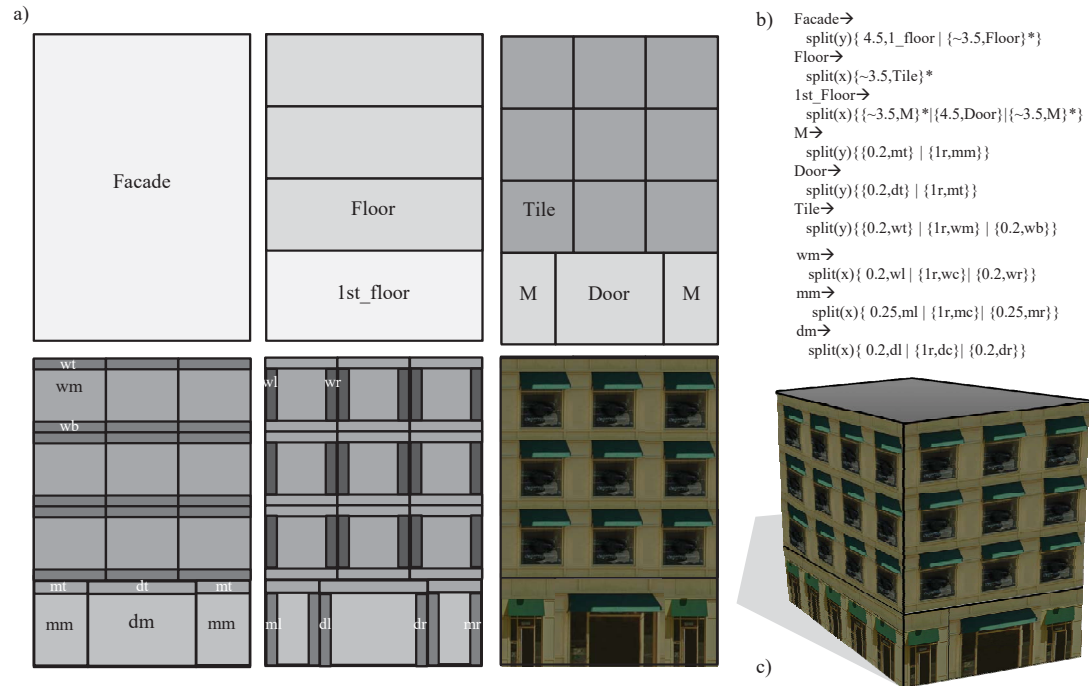 a)
Facade
Floor
1st_floor
Tile
M Door M
wt
wm
wb
mt dt mt
mm dm mm
wl wr
ml dl dr mr
b)
Facade→
split(y){ 4.5,1_floor | {~3.5,Floor}*}
Floor→
split(x){~3.5,Tile}*
1st_Floor→
split(x){{~3.5,M}*|{4.5,Door}|{~3.5,M}*}
M→
split(y){{0.2,mt} | {1r,mm}}
Door→
split(y){{0.2,dt} | {1r,mt}}
Tile→
split(y){{0.2,wt} | {1r,wm} | {0.2,wb}}
wm→
split(x){ 0.2,wl | {1r,wc}| {0.2,wr}}
mm→
split(x){ 0.25,ml | {1r,mc}| {0.25,mr}}
dm→
split(x){ 0.2,dl | {1r,dc}| {0.2,dr}}
c)